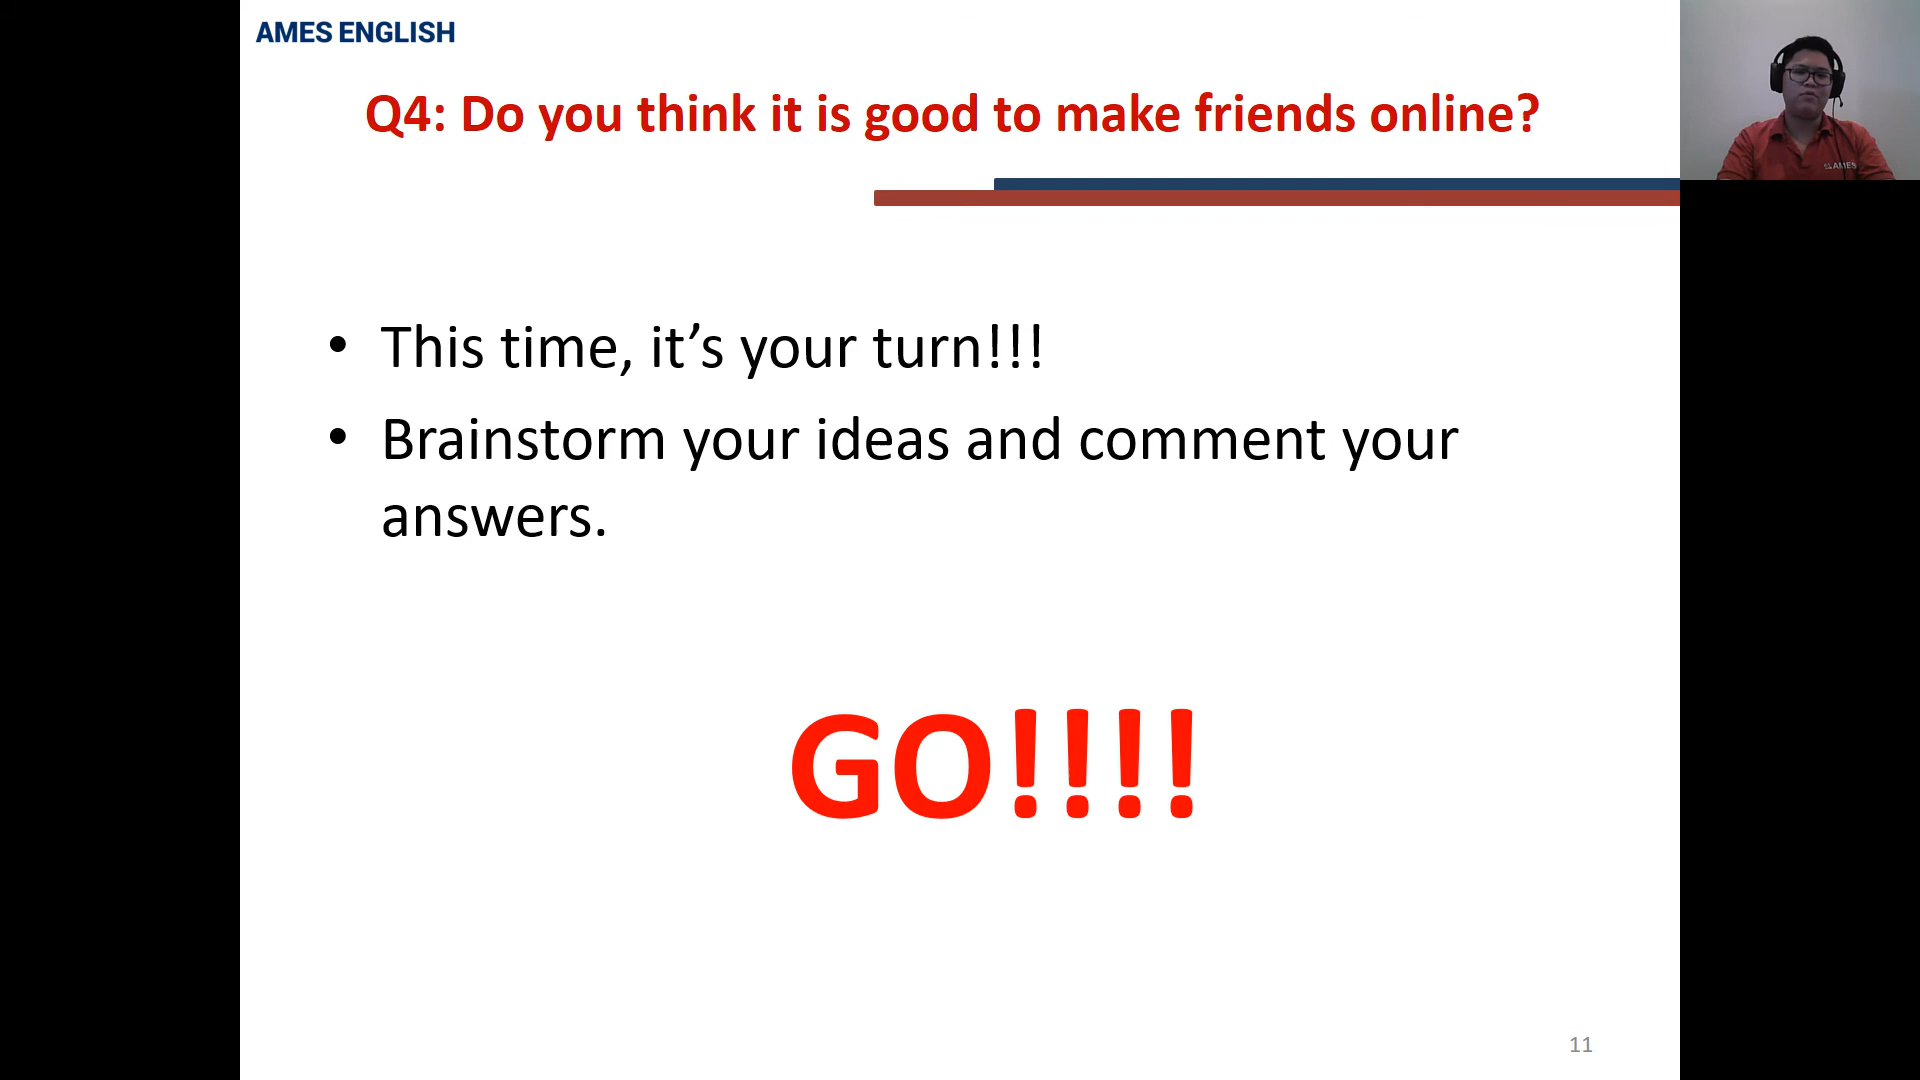 AMES ENGLISH
Q4: Do you think it is good to make friends online?
• This time, it’s your turn!!!
• Brainstorm your ideas and comment your
answers.
GO!!!!
11
AMES